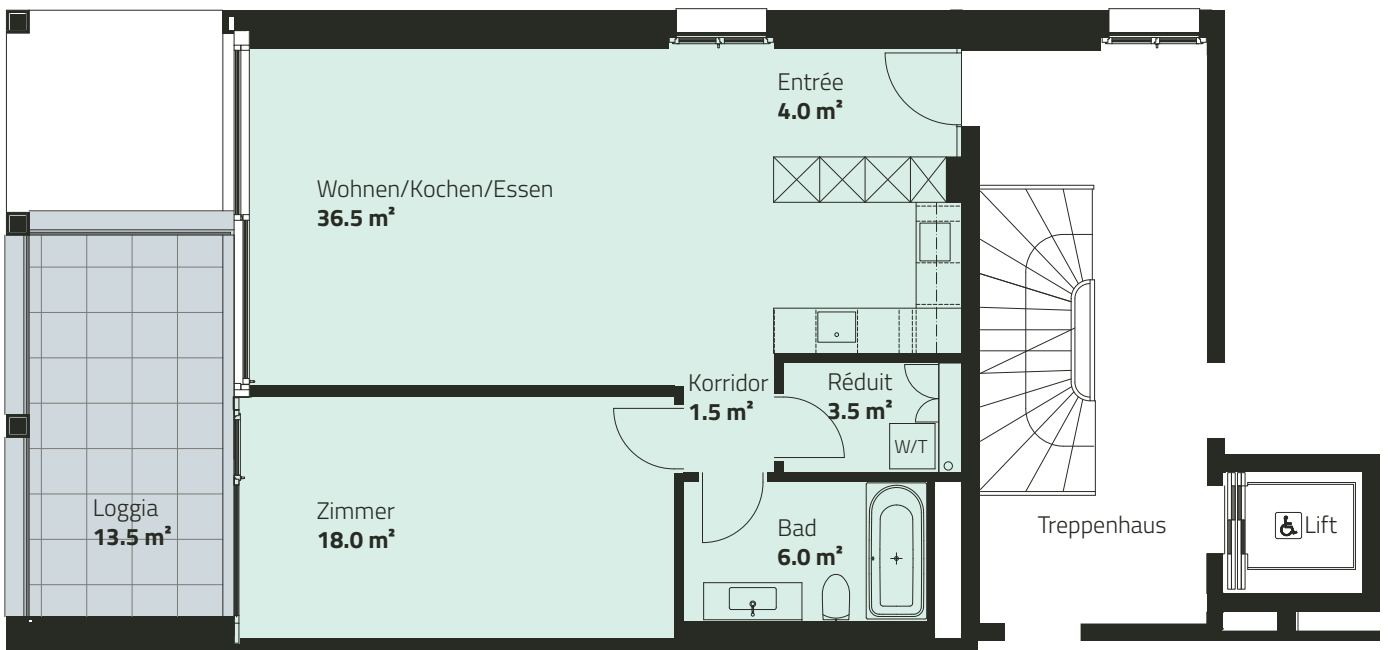 Entrée
4.0 m²
Wohnen/Kochen/Essen
36.5 m²
Korridor
1.5 m²
Réduit
3.5 m²
W/T
Loggia
13.5 m²
Zimmer
18.0 m²
Bad
6.0 m²
Treppenhaus
Lift